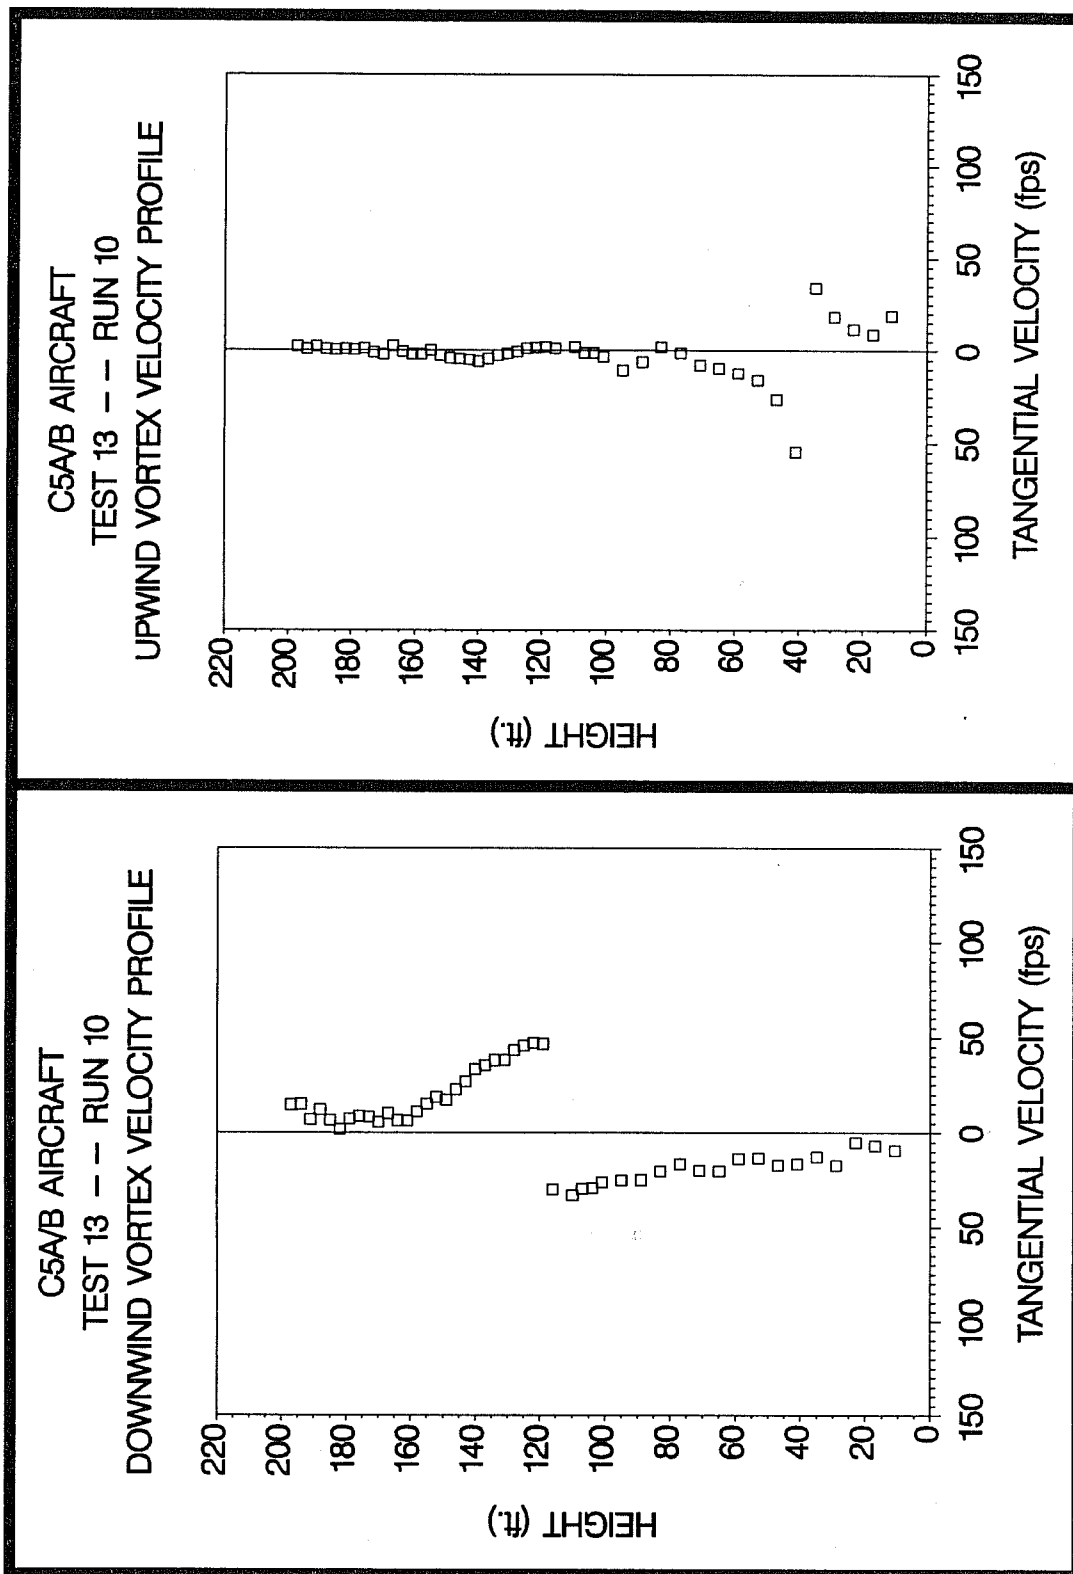 C5A/B AIRCRAFT
TEST 13 - - RUN 10
DOWNWIND VORTEX VELOCITY PROFILE
HEIGHT (ft.)
220
200
180
160
140
120
100
80
60
40
20
0
150 100 50 0 50 100 150
TANGENTIAL VELOCITY (fps)
C5A/B AIRCRAFT
TEST 13 - - RUN 10
UPWIND VORTEX VELOCITY PROFILE
HEIGHT (ft.)
220
200
180
160
140
120
100
80
60
40
20
0
150 100 50 0 50 100 150
TANGENTIAL VELOCITY (fps)